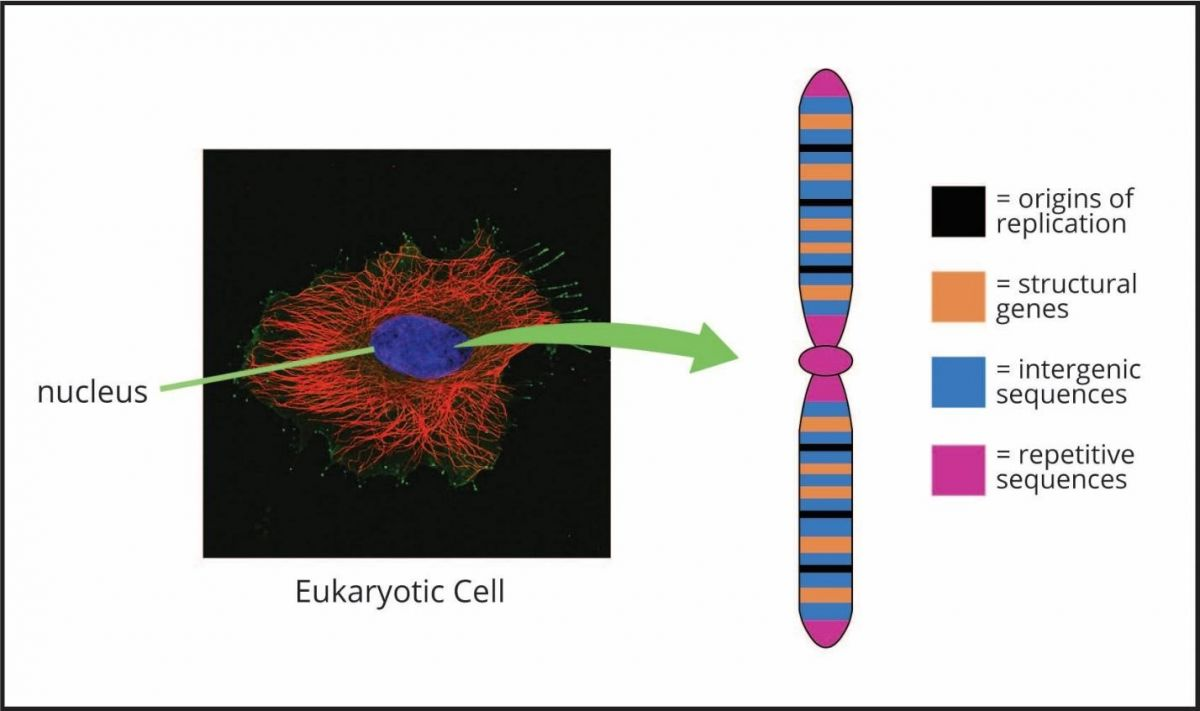 nucleus
Eukaryotic Cell
= origins of
replication
= structural
genes
= intergenic
sequences
= repetitive
sequences